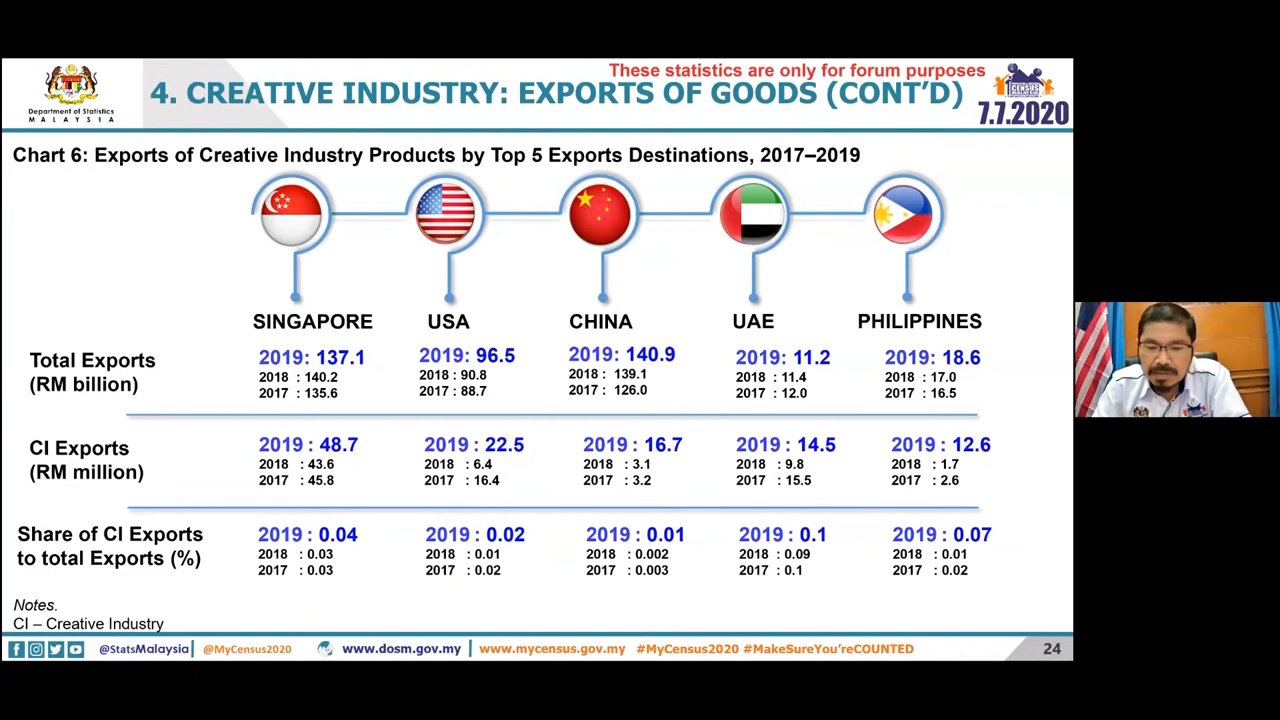 These statistics are only for forum purposes
4. CREATIVE INDUSTRY: EXPORTS OF GOODS (CONT'D)
Department of Statistics
MALAYSIA
CENSUS
7.7.2020
Chart 6: Exports of Creative Industry Products by Top 5 Exports Destinations, 2017–2019
SINGAPORE USA CHINA UAE PHILIPPINES
Total Exports
(RM billion)
2019: 137.1 2019: 96.5 2019: 140.9 2019: 11.2 2019: 18.6
2018 : 140.2 2018 : 90.8 2018 : 139.1 2018 : 11.4 2018 : 17.0
2017 : 135.6 2017 : 88.7 2017 : 126.0 2017 : 12.0 2017 : 16.5
CI Exports
(RM million)
2019 : 48.7 2019 : 22.5 2019 : 16.7 2019 : 14.5 2019 : 12.6
2018 : 43.6 2018 : 6.4 2018 : 3.1 2018 : 9.8 2018 : 1.7
2017 : 45.8 2017 : 16.4 2017 : 3.2 2017 : 15.5 2017 : 2.6
Share of CI Exports
to total Exports (%)
2019 : 0.04 2019 : 0.02 2019 : 0.01 2019 : 0.1 2019 : 0.07
2018 : 0.03 2018 : 0.01 2018 : 0.002 2018 : 0.09 2018 : 0.01
2017 : 0.03 2017 : 0.02 2017 : 0.003 2017 : 0.1 2017 : 0.02
Notes.
CI – Creative Industry
@StatsMalaysia @MyCensus2020 www.dosm.gov.my www.mycensus.gov.my #MyCensus2020 #MakeSureYou'reCOUNTED 24